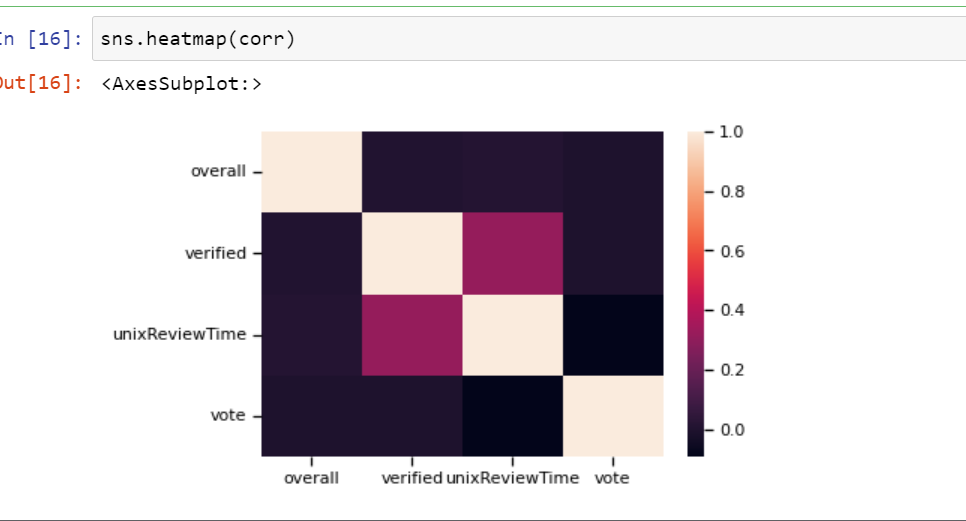 In [16]: sns.heatmap(corr)
Out[16]: <AxesSubplot:>
1.0
overall
0.8
verified
0.6
0.4
unixReviewTime
0.2
vote
0.0
overall verified unixReviewTime vote